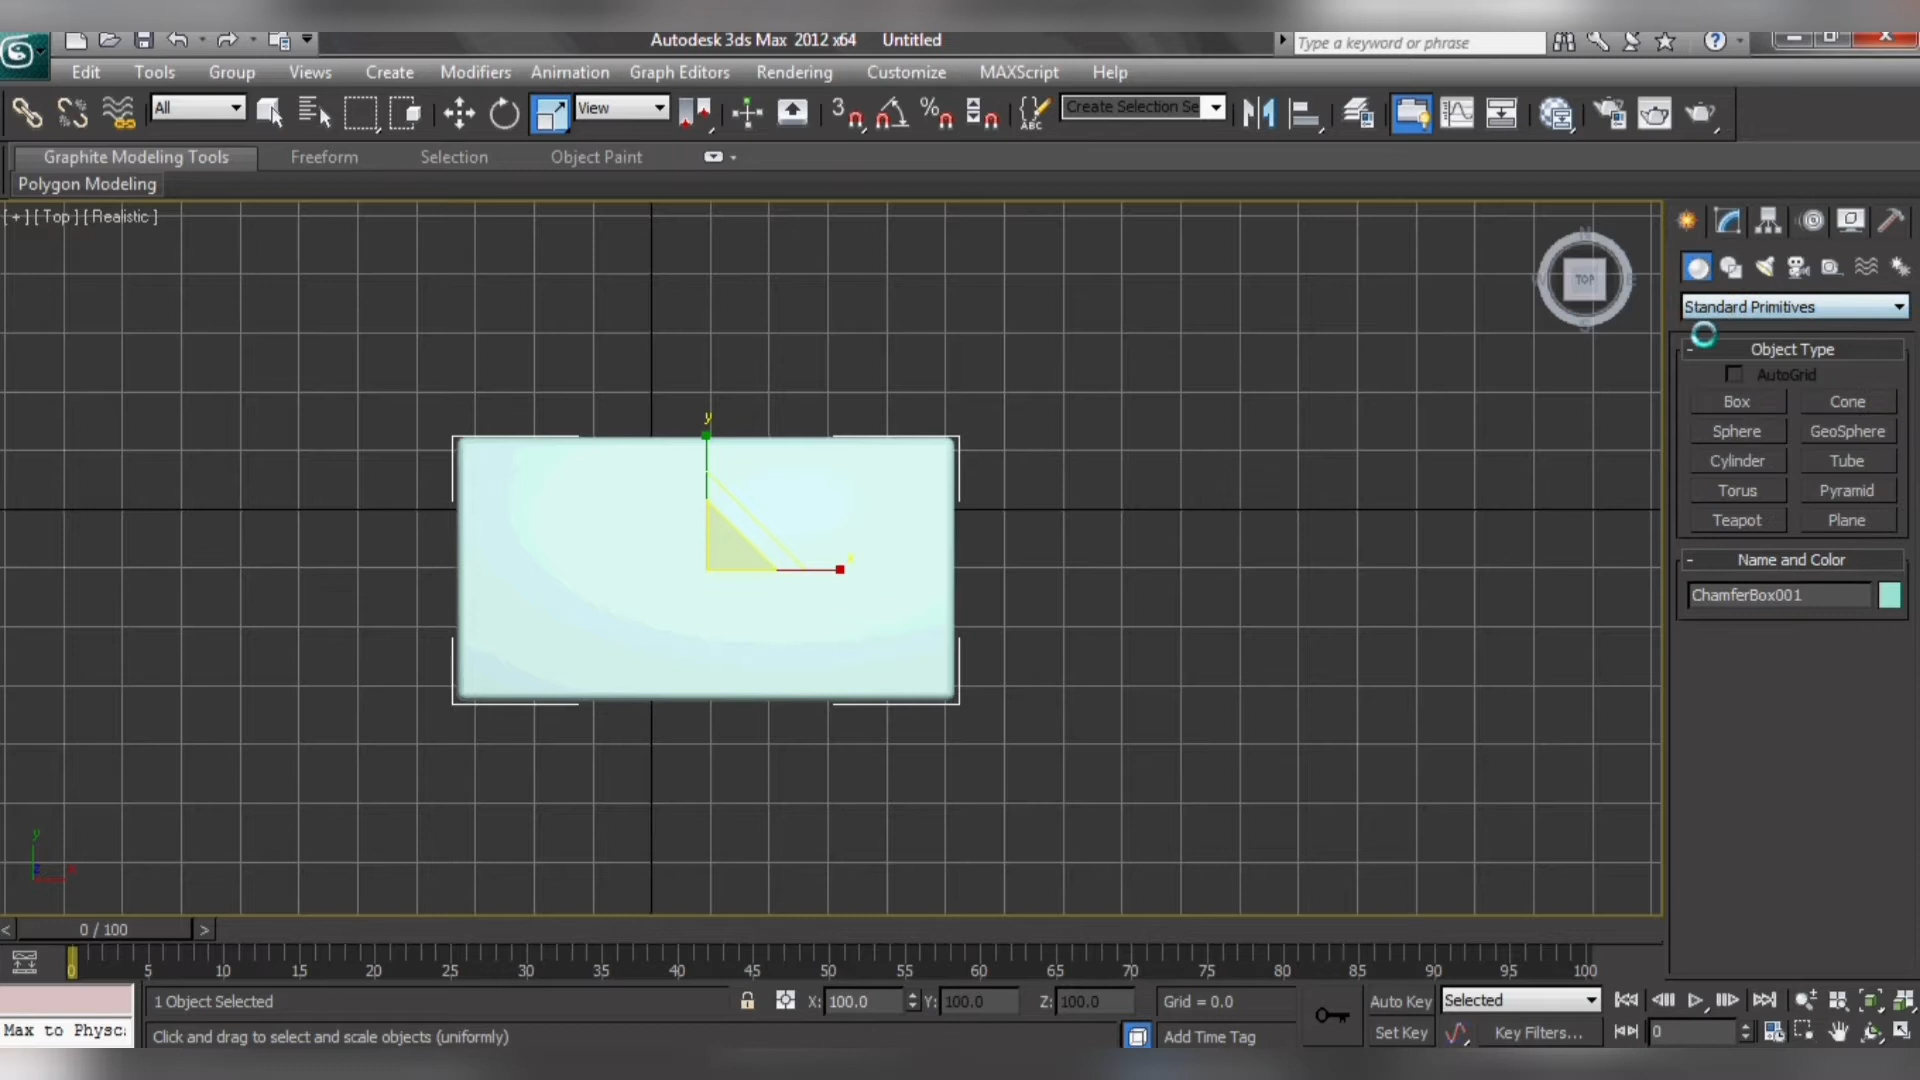 Autodesk 3ds Max 2012 x64 Untitled
Type a keyword or phrase
Edit Tools Group Views Create Modifiers Animation Graph Editors Rendering Customize MAXScript Help
All
View
3
%
ABC
Create Selection Se
Graphite Modeling Tools Freeform Selection Object Paint
Polygon Modeling
[ + ] [ Top ] [ Realistic ]
TOP
Standard Primitives
- Object Type
AutoGrid
Box Cone
Sphere GeoSphere
Cylinder Tube
Torus Pyramid
Teapot Plane
- Name and Color
ChamferBox001
y
y
x
z
< 0 / 100 >
0 5 10 15 20 25 30 35 40 45 50 55 60 65 70 75 80 85 90 95 100
1 Object Selected X: 100.0 Y: 100.0 Z: 100.0 Grid = 0.0 Auto Key Selected
Max to Physc:
Click and drag to select and scale objects (uniformly) Add Time Tag Set Key Key Filters... 0